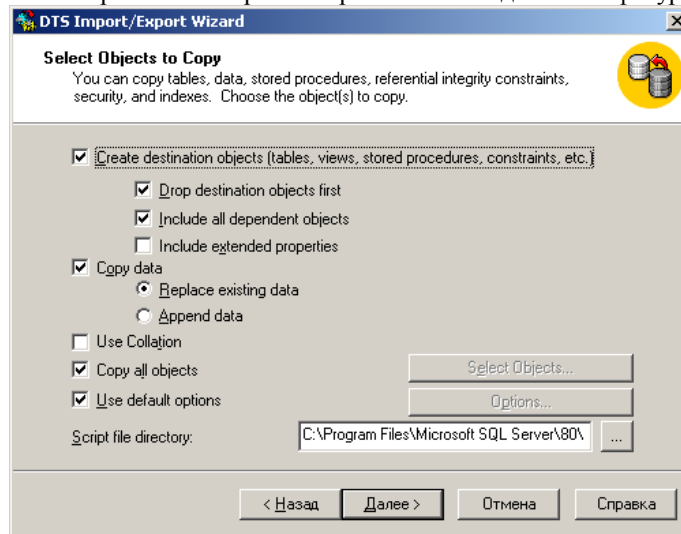 DTS Import/Export Wizard
Select Objects to Copy
You can copy tables, data, stored procedures, referential integrity constraints,
security, and indexes. Choose the object(s) to copy.
Create destination objects (tables, views, stored procedures, constraints, etc.)
Drop destination objects first
Include all dependent objects
Include extended properties
Copy data
Replace existing data
Append data
Use Collation
Copy all objects
Select Objects...
Use default options
Options...
Script file directory:
C:\Program Files\Microsoft SQL Server\80\
...
< Назад
Далее >
Отмена
Справка